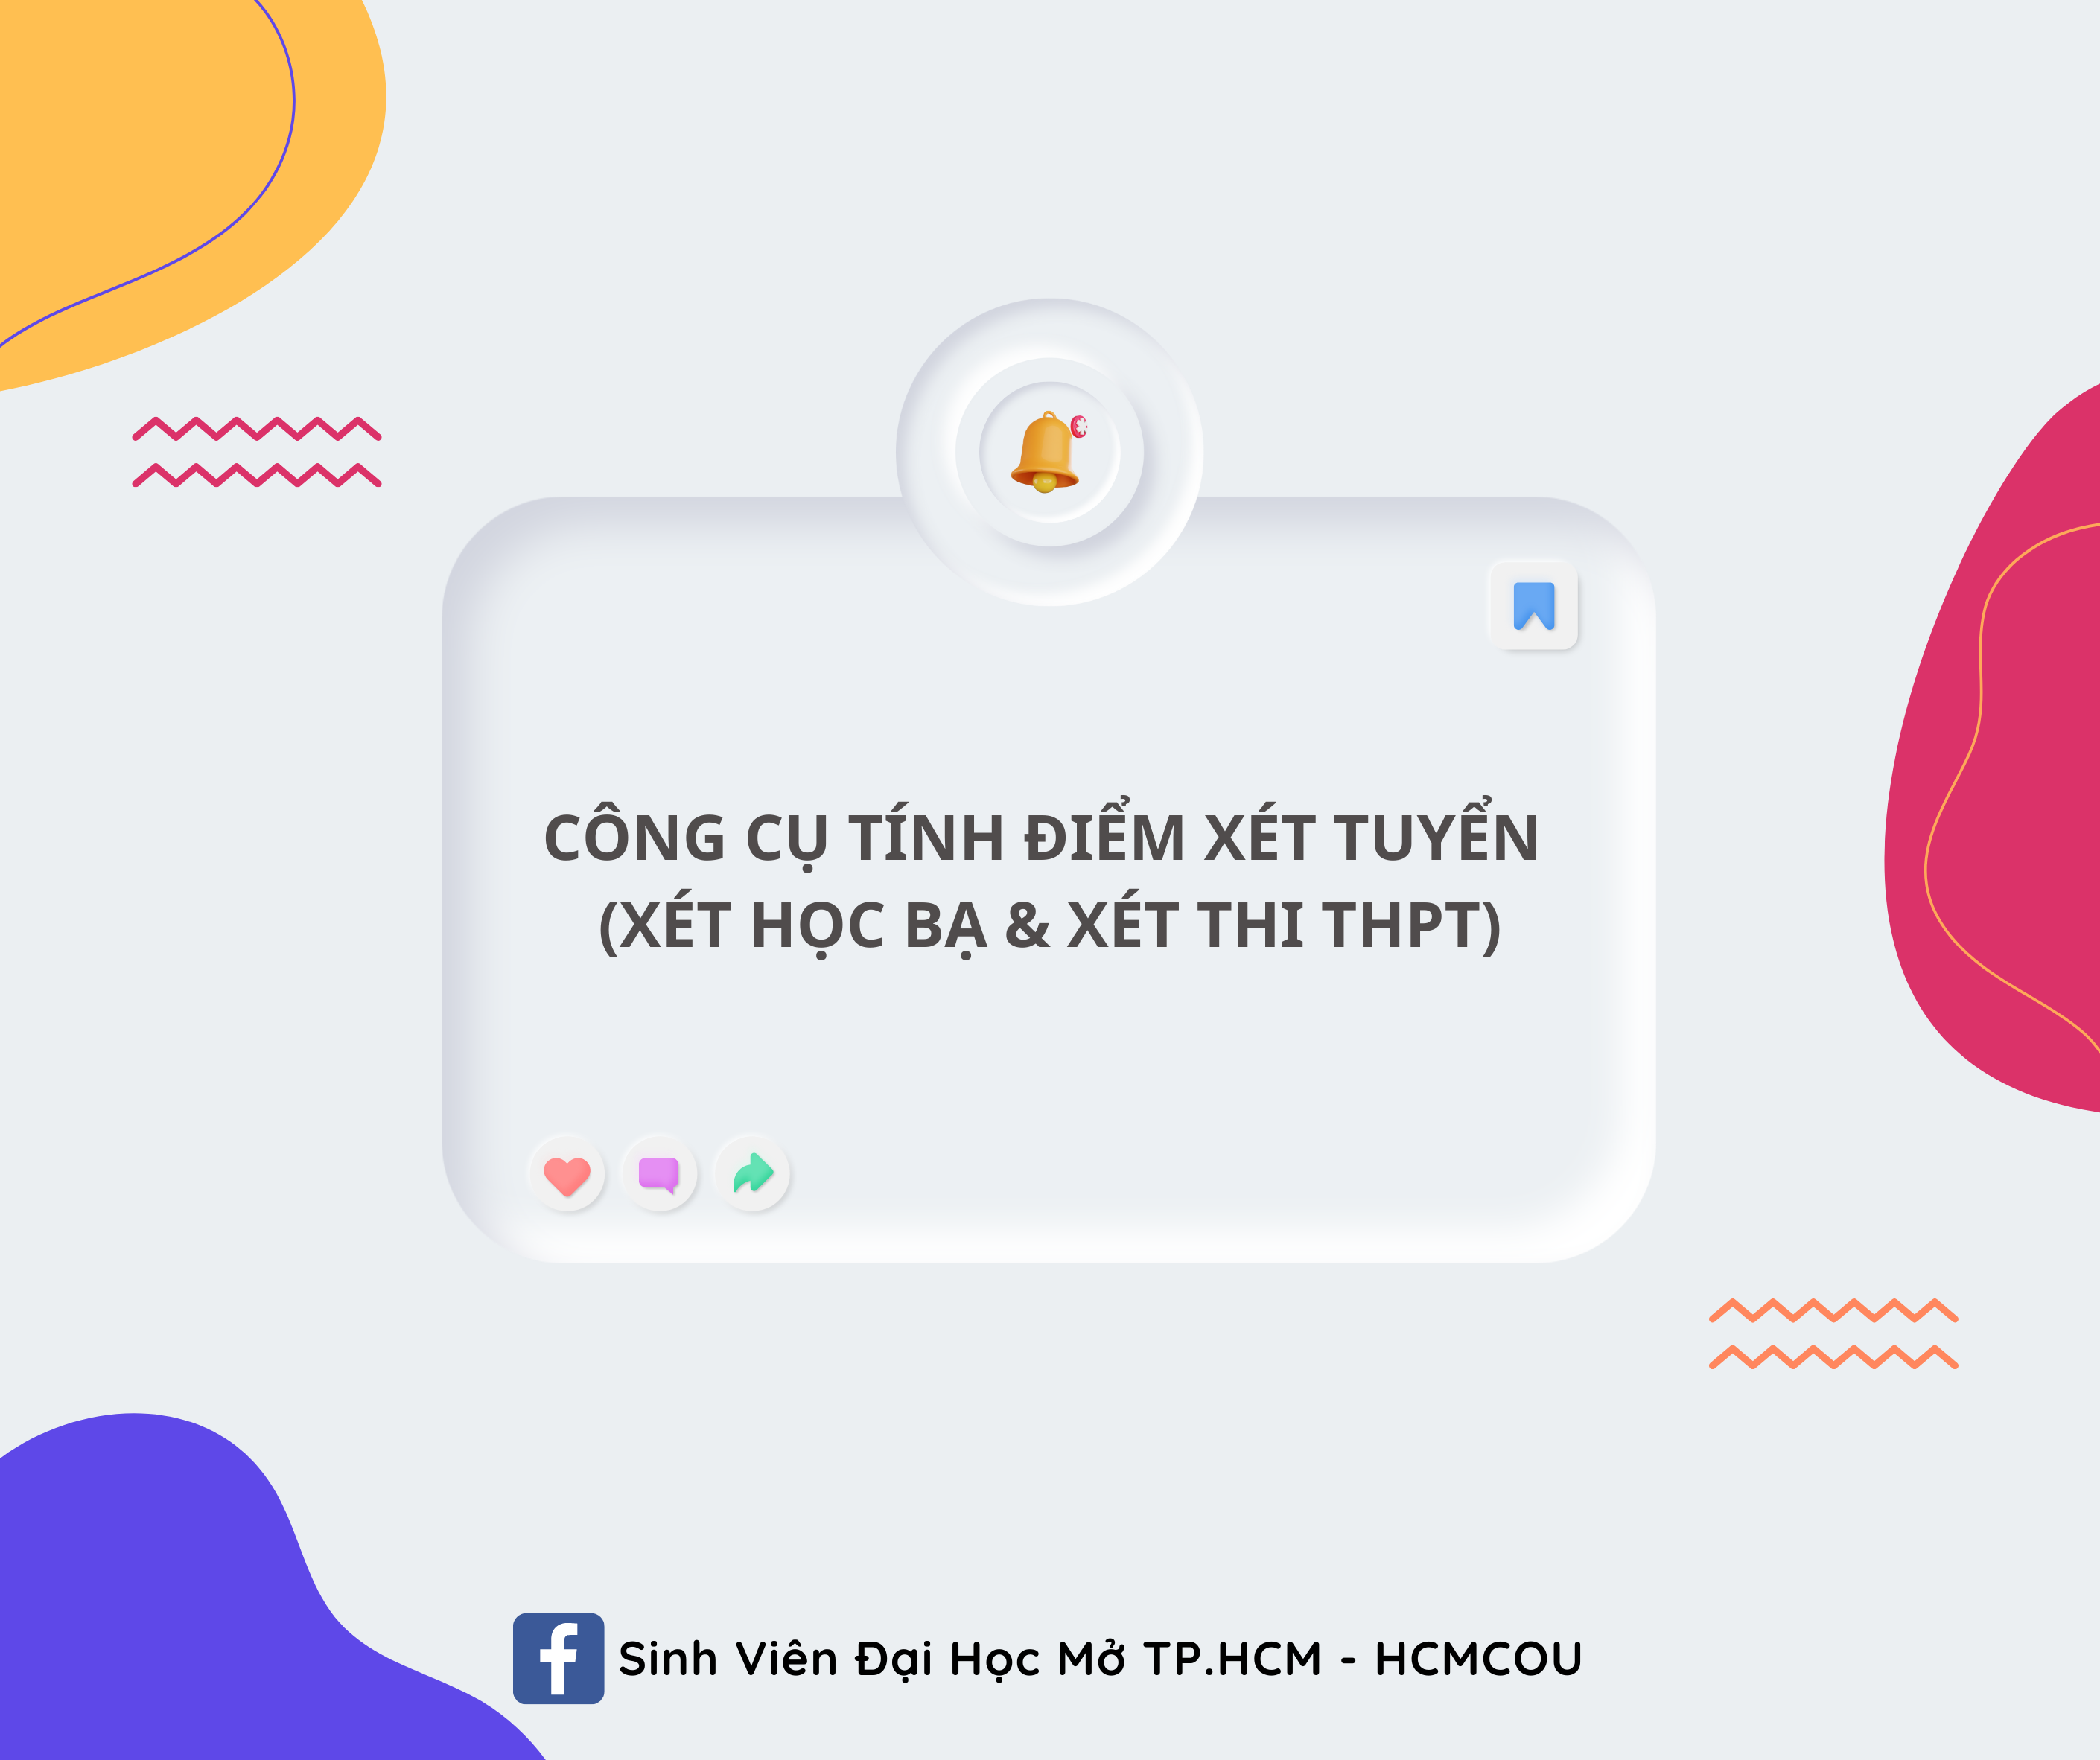 CÔNG CỤ TÍNH ĐIỂM XÉT TUYỂN
(XÉT HỌC BẠ & XÉT THI THPT)
Sinh Viên Đại Học Mở TP.HCM - HCMCOU